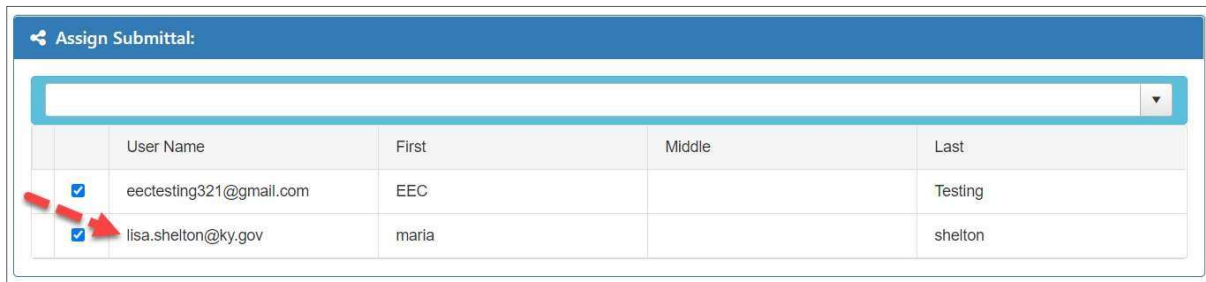 Assign Submittal:
User Name First Middle Last
eectesting321@gmail.com EEC Testing
lisa.shelton@ky.gov maria shelton